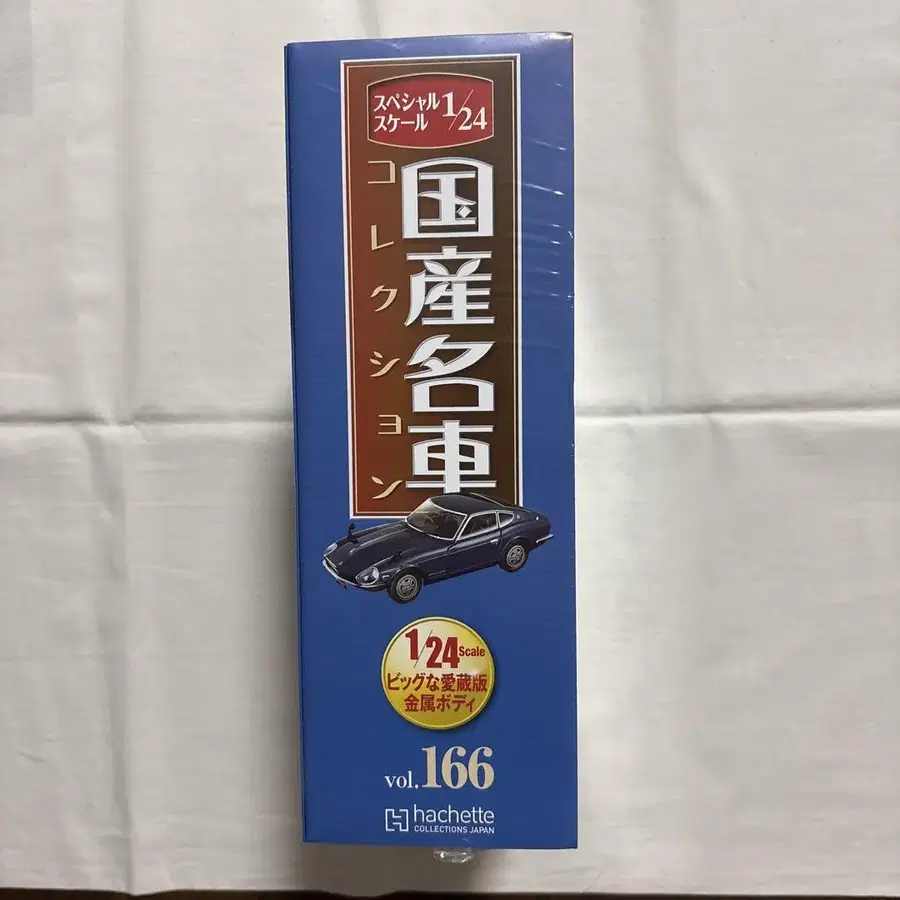 スペシャル
スケール 1/24
国産名車
コレクション
1/24 Scale
ビッグな愛蔵版
金属ボディ
vol.166
hachette
COLLECTIONS JAPAN